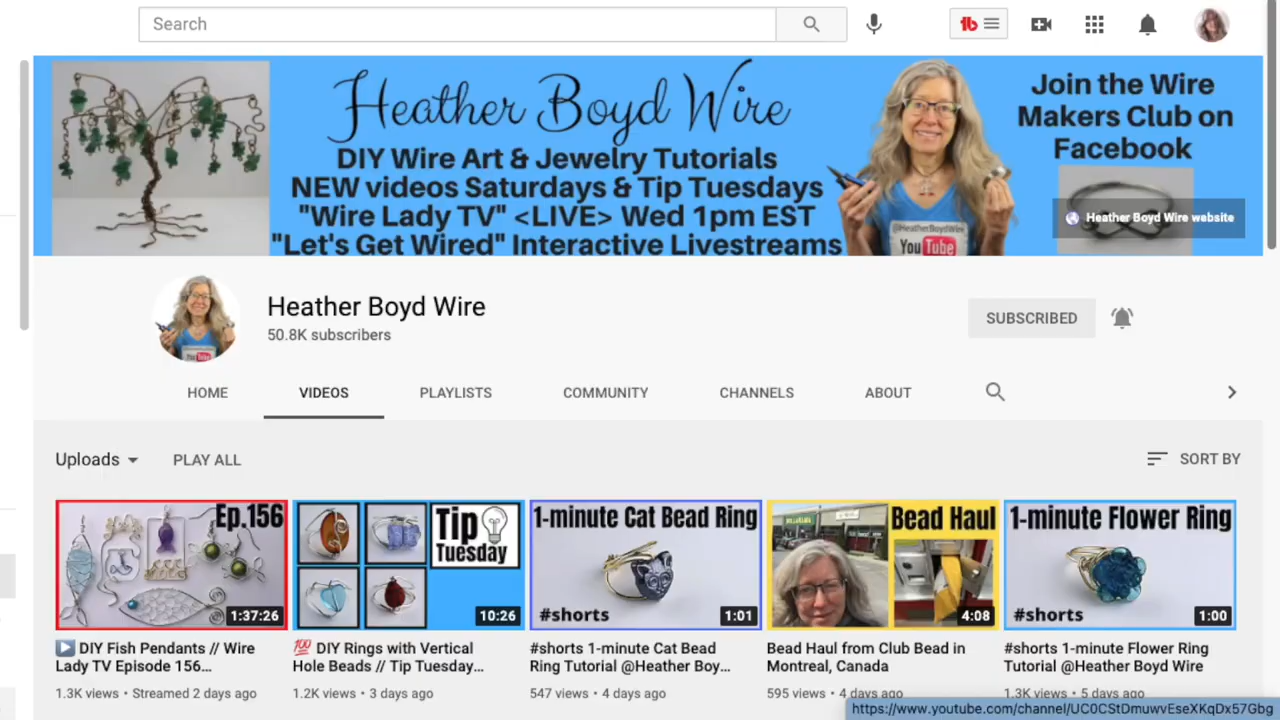 Search
Heather Boyd Wire
DIY Wire Art & Jewelry Tutorials
NEW videos Saturdays & Tip Tuesdays
"Wire Lady TV" <LIVE> Wed 1pm EST
"Let's Get Wired" Interactive Livestreams
@HeatherBoydWire
YouTube
Join the Wire
Makers Club on
Facebook
Heather Boyd Wire website
Heather Boyd Wire
50.8K subscribers
SUBSCRIBED
HOME
VIDEOS
PLAYLISTS
COMMUNITY
CHANNELS
ABOUT
Uploads
PLAY ALL
SORT BY
Ep.156
1:37:26
Tip
Tuesday
10:26
1-minute Cat Bead Ring
#shorts
1:01
Bead Haul
4:08
1-minute Flower Ring
#shorts
1:00
DIY Fish Pendants // Wire
Lady TV Episode 156...
1.3K views • Streamed 2 days ago
💯 DIY Rings with Vertical
Hole Beads // Tip Tuesday...
1.2K views • 3 days ago
#shorts 1-minute Cat Bead
Ring Tutorial @Heather Boy...
547 views • 4 days ago
Bead Haul from Club Bead in
Montreal, Canada
595 views • 4 days ago
#shorts 1-minute Flower Ring
Tutorial @Heather Boyd Wire
1.3K views • 5 days ago
https://www.youtube.com/channel/UC0CStDmuwvEseXKqDx57Gbg